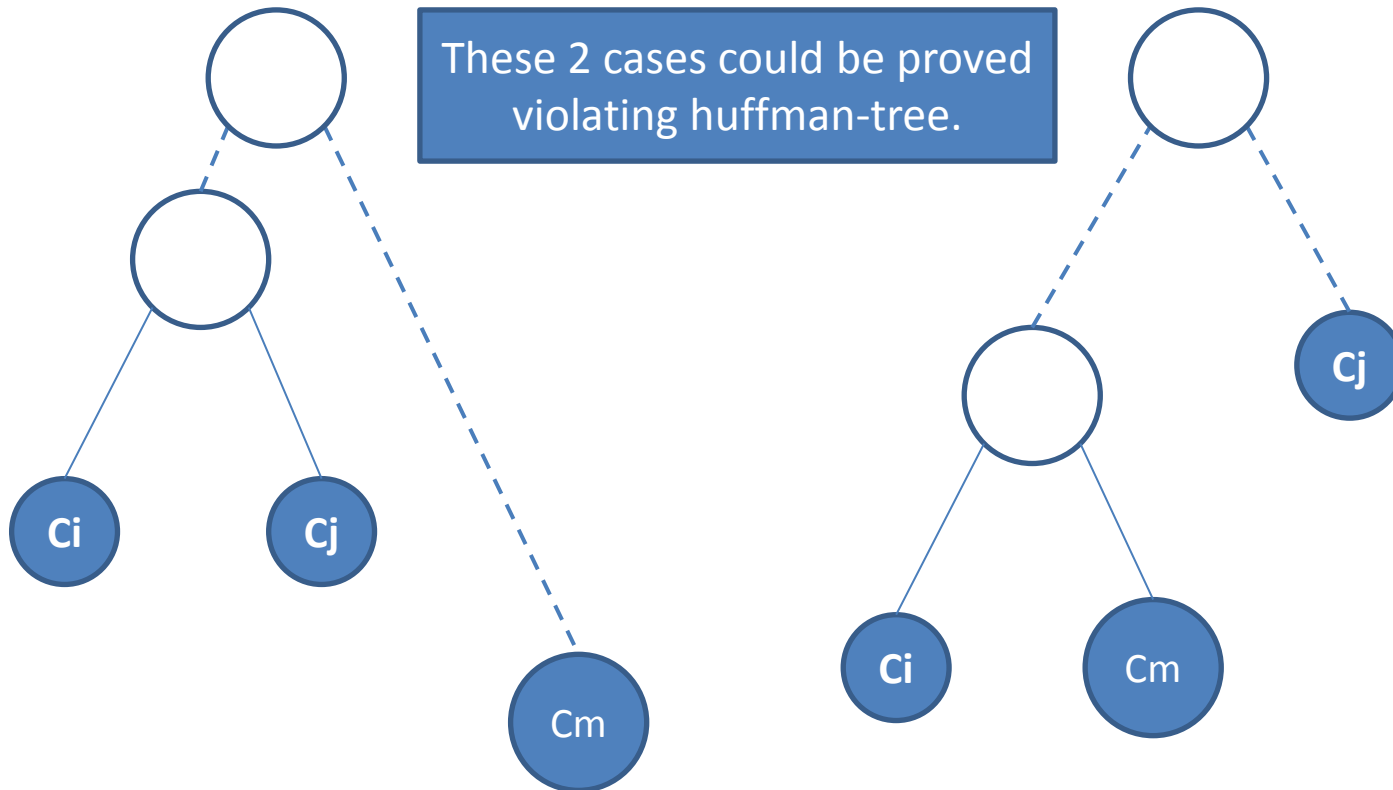 These 2 cases could be proved
violating huffman-tree.
Ci
Cj
Cm
Cj
Ci
Cm